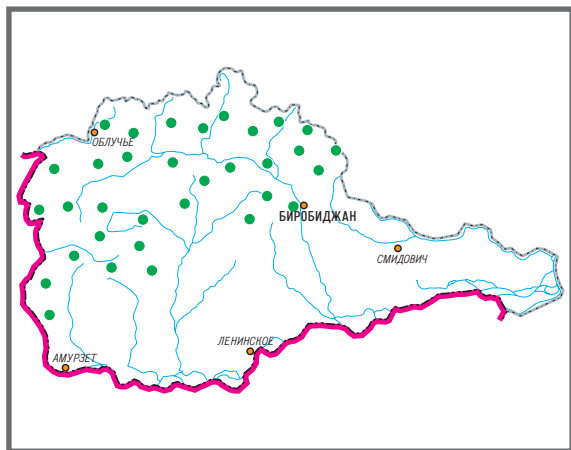 ОБЛУЧЬЕ
БИРОБИДЖАН
СМИДОВИЧ
ЛЕНИНСКОЕ
АМУРЗЕТ